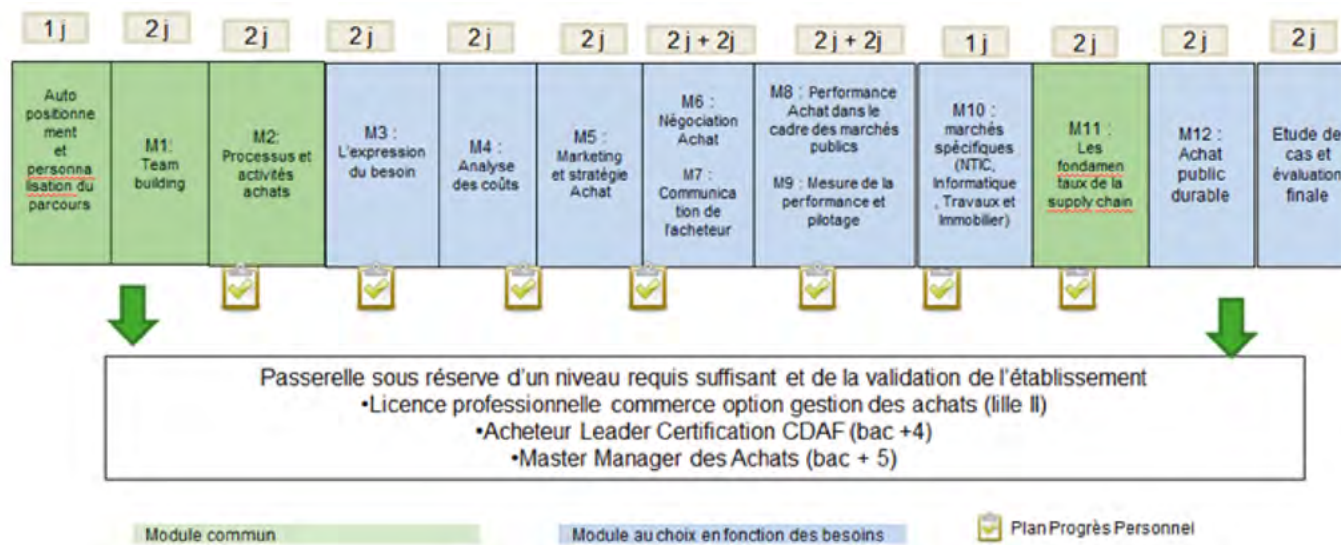 1 j
2 j
2 j
2 j
2 j
2 j
2 j + 2j
2 j + 2j
1 j
2 j
2 j
2 j
Auto
positionne
ment
et
personna
lisation du
parcours
M1:
Team
building
M2:
Processus et
activités
achats
M3 :
L'expression
du besoin
M4 :
Analyse
des coûts
M5 :
Marketing
et stratégie
Achat
M6 :
Négociation
Achat
M7 :
Communica
tion de
l'acheteur
M8 : Performance
Achat dans le
cadre des marchés
publics
M9 : Mesure de la
performance et
pilotage
M10 :
marchés
spécifiques
(NTIC,
Informatique
, Travaux et
Immobilier)
M11 :
Les
fondamen
taux de la
supply chain
M12 :
Achat
public
durable
Etude de
cas et
évaluation
finale
Passerelle sous réserve d'un niveau requis suffisant et de la validation de l'établissement
•Licence professionnelle commerce option gestion des achats (lille II)
•Acheteur Leader Certification CDAF (bac +4)
•Master Manager des Achats (bac + 5)
Module commun
Module au choix en fonction des besoins
Plan Progrès Personnel